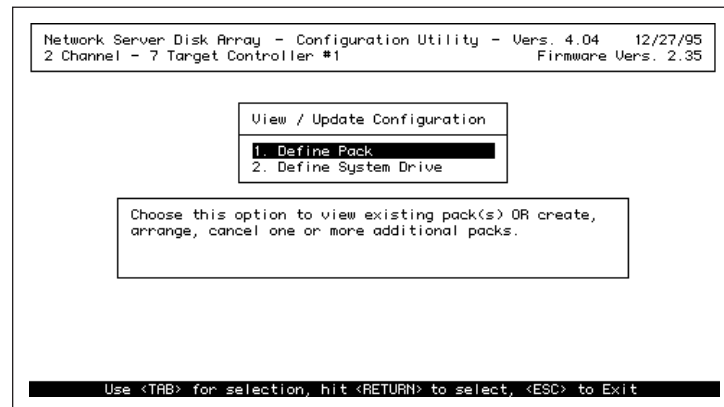 Network Server Disk Array - Configuration Utility - Vers. 4.04 12/27/95
2 Channel - 7 Target Controller #1 Firmware Vers. 2.35
View / Update Configuration
1. Define Pack
2. Define System Drive
Choose this option to view existing pack(s) OR create,
arrange, cancel one or more additional packs.
Use <TAB> for selection, hit <RETURN> to select, <ESC> to Exit